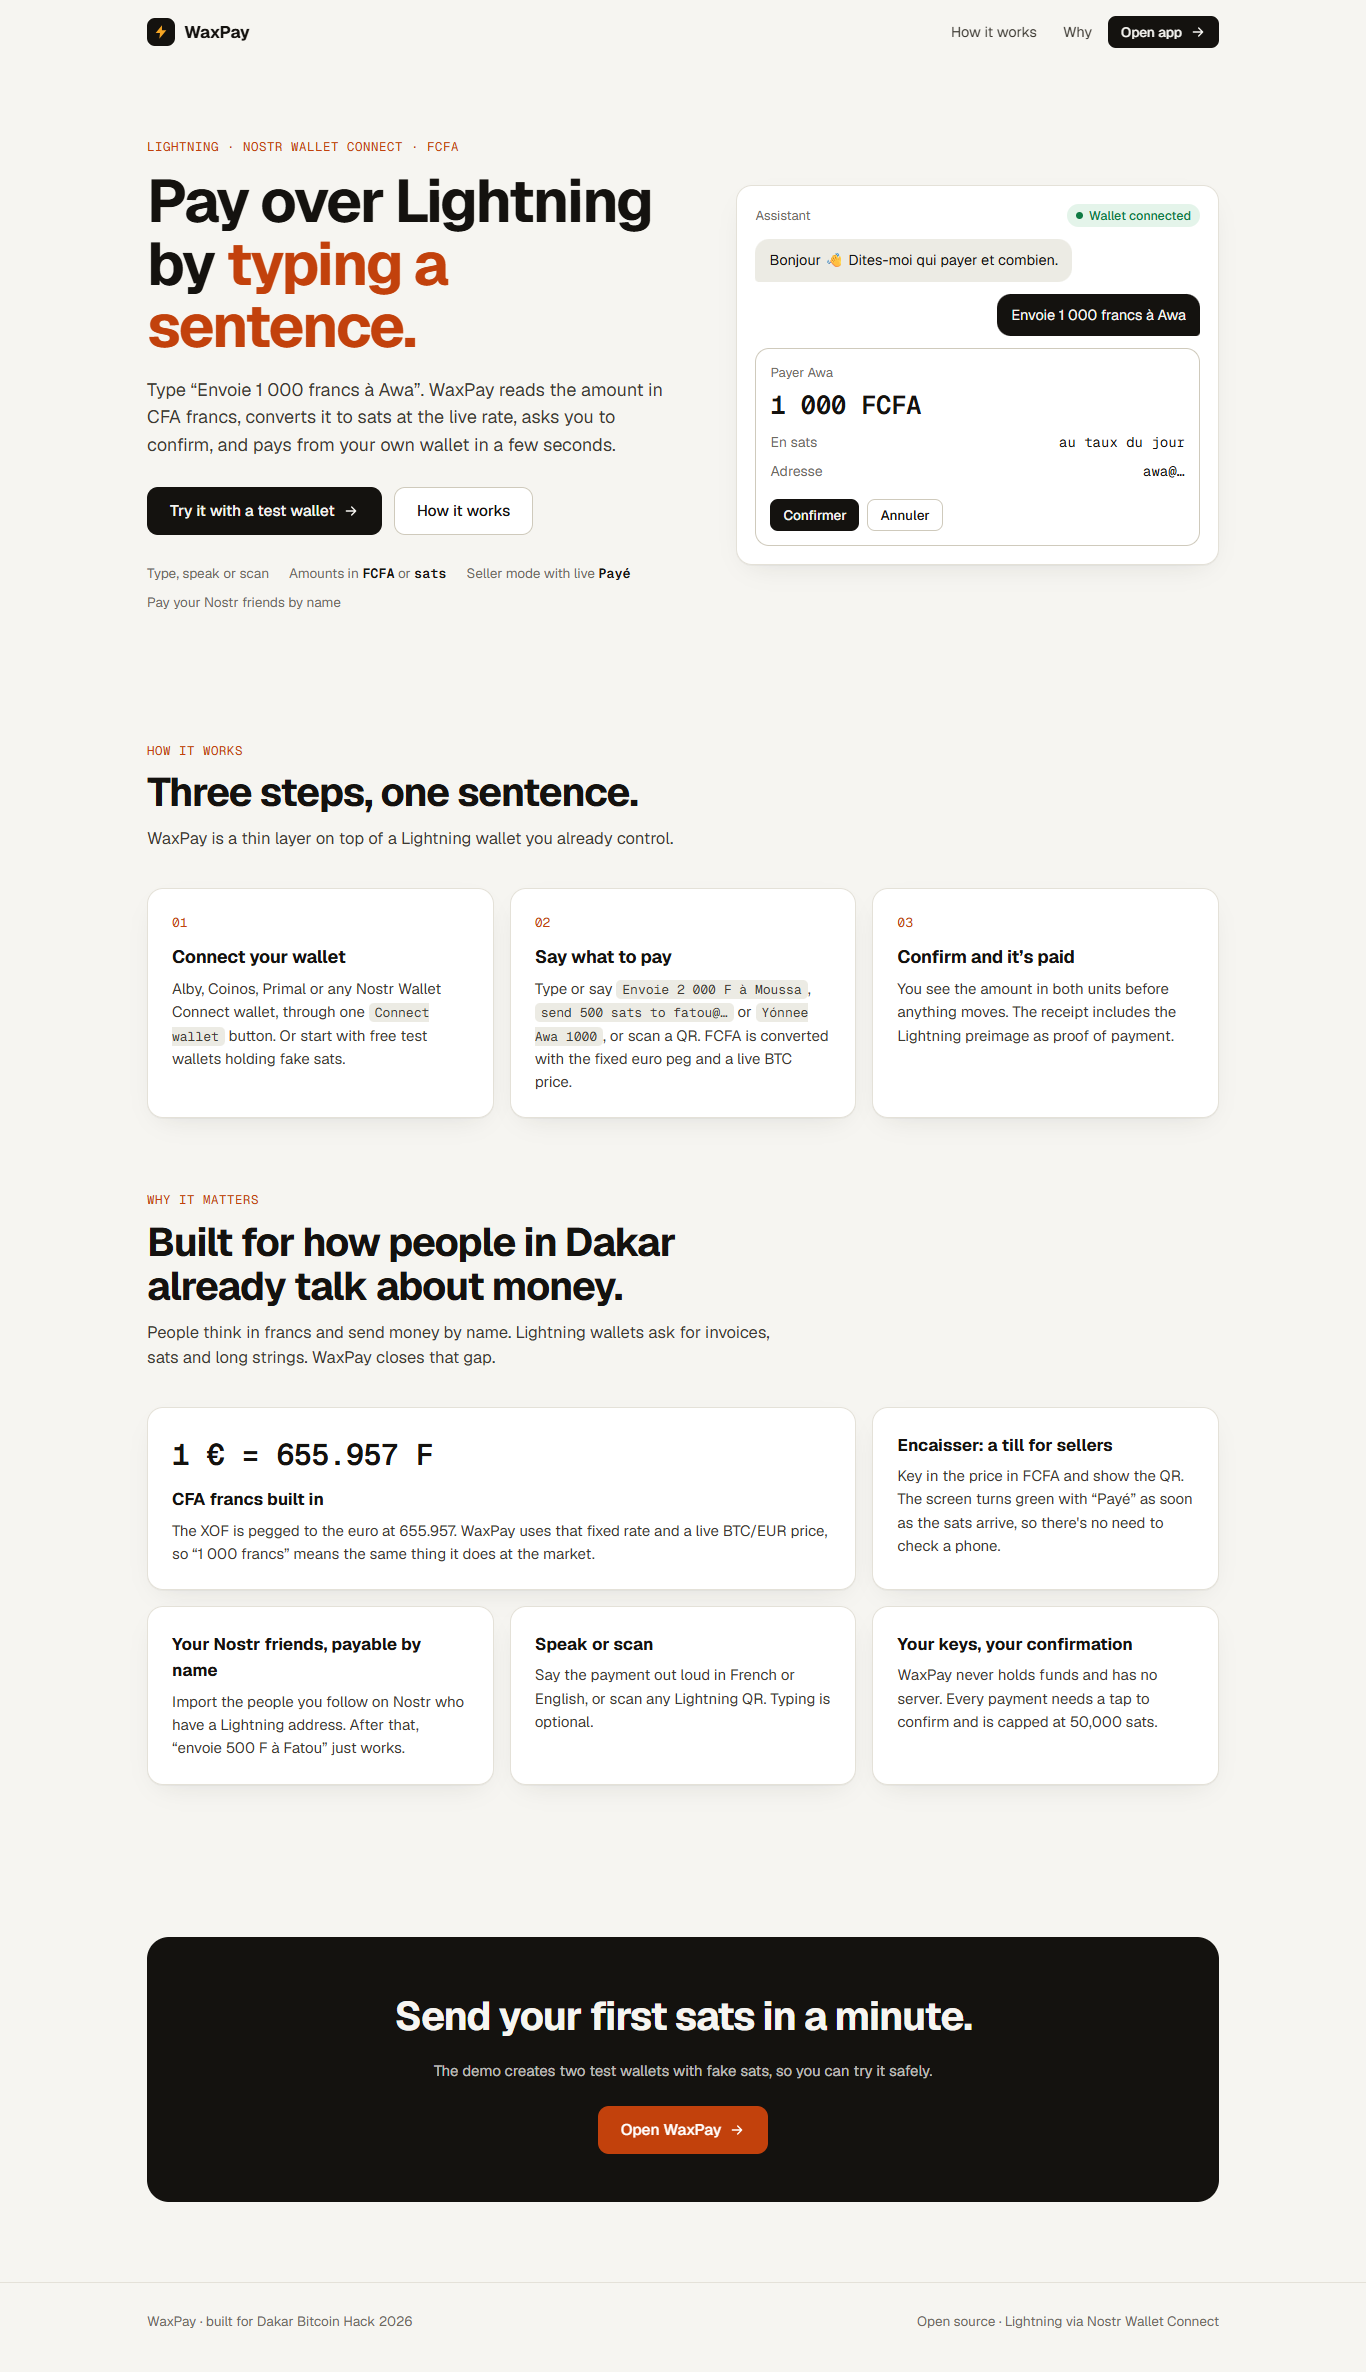 WaxPay
How it works
Why
Open app →
LIGHTNING · NOSTR WALLET CONNECT · FCFA
Pay over Lightning
by typing a
sentence.
Type “Envoie 1 000 francs à Awa”. WaxPay reads the amount in
CFA francs, converts it to sats at the live rate, asks you to
confirm, and pays from your own wallet in a few seconds.
Try it with a test wallet →
How it works
Type, speak or scan
Amounts in FCFA or sats
Seller mode with live Payé
Pay your Nostr friends by name
Assistant
Wallet connected
Bonjour 👋 Dites-moi qui payer et combien.
Envoie 1 000 francs à Awa
Payer Awa
1 000 FCFA
En sats
au taux du jour
Adresse
awa@…
Confirmer
Annuler
HOW IT WORKS
Three steps, one sentence.
WaxPay is a thin layer on top of a Lightning wallet you already control.
01
Connect your wallet
Alby, Coinos, Primal or any Nostr Wallet
Connect wallet, through one Connect
wallet button. Or start with free test
wallets holding fake sats.
02
Say what to pay
Type or say Envoie 2 000 F à Moussa,
send 500 sats to fatou@… or Yónnee
Awa 1000, or scan a QR. FCFA is converted
with the fixed euro peg and a live BTC
price.
03
Confirm and it’s paid
You see the amount in both units before
anything moves. The receipt includes the
Lightning preimage as proof of payment.
WHY IT MATTERS
Built for how people in Dakar
already talk about money.
People think in francs and send money by name. Lightning wallets ask for invoices,
sats and long strings. WaxPay closes that gap.
1 € = 655.957 F
CFA francs built in
The XOF is pegged to the euro at 655.957. WaxPay uses that fixed rate and a live BTC/EUR price,
so “1 000 francs” means the same thing it does at the market.
Encaisser: a till for sellers
Key in the price in FCFA and show the QR.
The screen turns green with “Payé” as soon
as the sats arrive, so there's no need to
check a phone.
Your Nostr friends, payable by
name
Import the people you follow on Nostr who
have a Lightning address. After that,
“envoie 500 F à Fatou” just works.
Speak or scan
Say the payment out loud in French or
English, or scan any Lightning QR. Typing is
optional.
Your keys, your confirmation
WaxPay never holds funds and has no
server. Every payment needs a tap to
confirm and is capped at 50,000 sats.
Send your first sats in a minute.
The demo creates two test wallets with fake sats, so you can try it safely.
Open WaxPay →
WaxPay · built for Dakar Bitcoin Hack 2026
Open source · Lightning via Nostr Wallet Connect